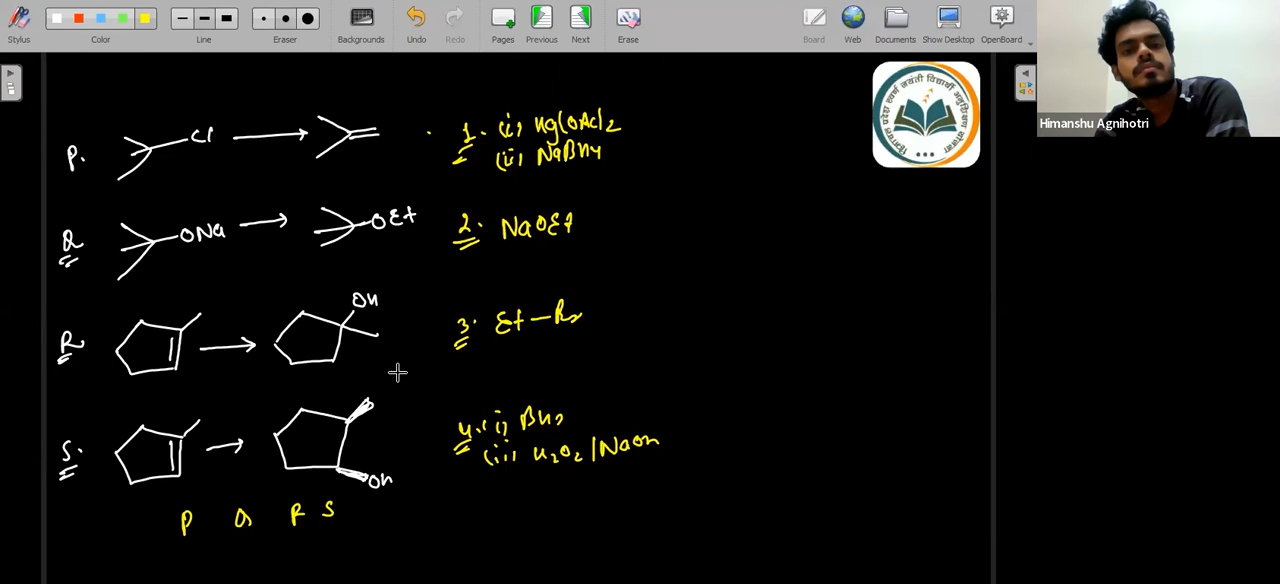 Stylus
Color
Line
Eraser
Backgrounds
Undo
Redo
Pages
Previous
Next
Erase
Board
Web
Documents
Show Desktop
OpenBoard
Himanshu Agnihotri
P. Cl
1. (i) Hg(OAc)2
(ii) NaBH4
Q ONa OEt
2. NaOEt
R OH
3. Et-Br
S. OH
4. (i) BH3
(ii) H2O2/NaOH
P Q R S